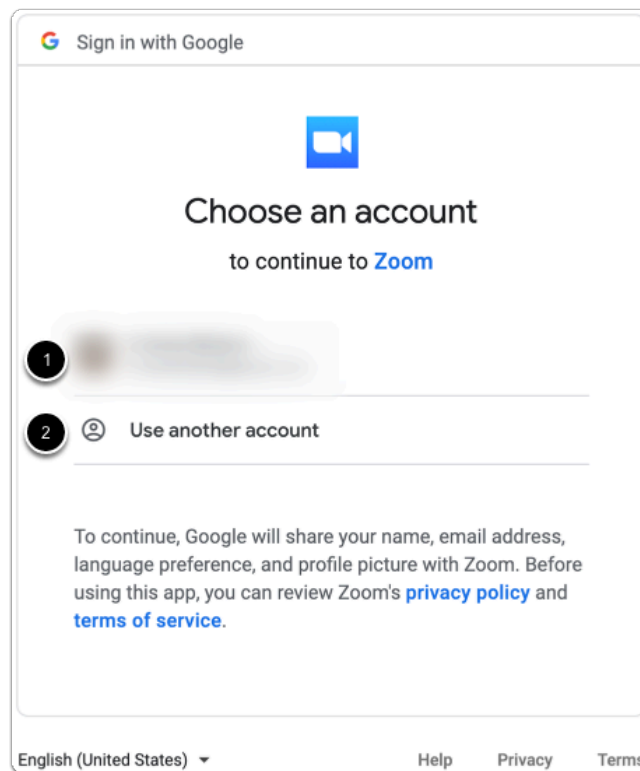 Sign in with Google
Choose an account
to continue to Zoom
1
2
Use another account
To continue, Google will share your name, email address,
language preference, and profile picture with Zoom. Before
using this app, you can review Zoom's privacy policy and
terms of service.
English (United States)
Help
Privacy
Terms